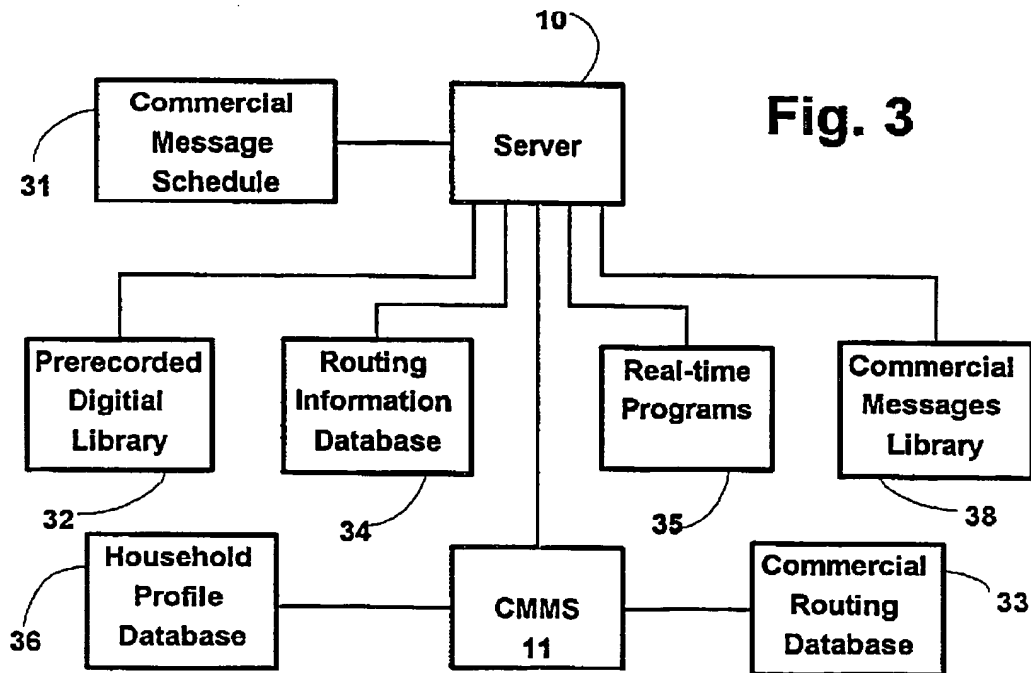 10
Commercial
Message
Schedule
31
Server
Fig. 3
Prerecorded
Digitial
Library
32
Routing
Information
Database
34
Real-time
Programs
35
Commercial
Messages
Library
38
Household
Profile
Database
36
CMMS
11
Commercial
Routing
Database
33